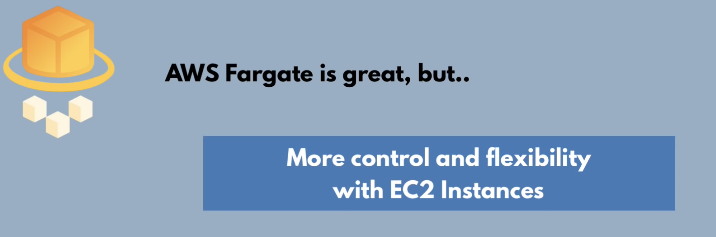 AWS Fargate is great, but..
More control and flexibility
with EC2 Instances